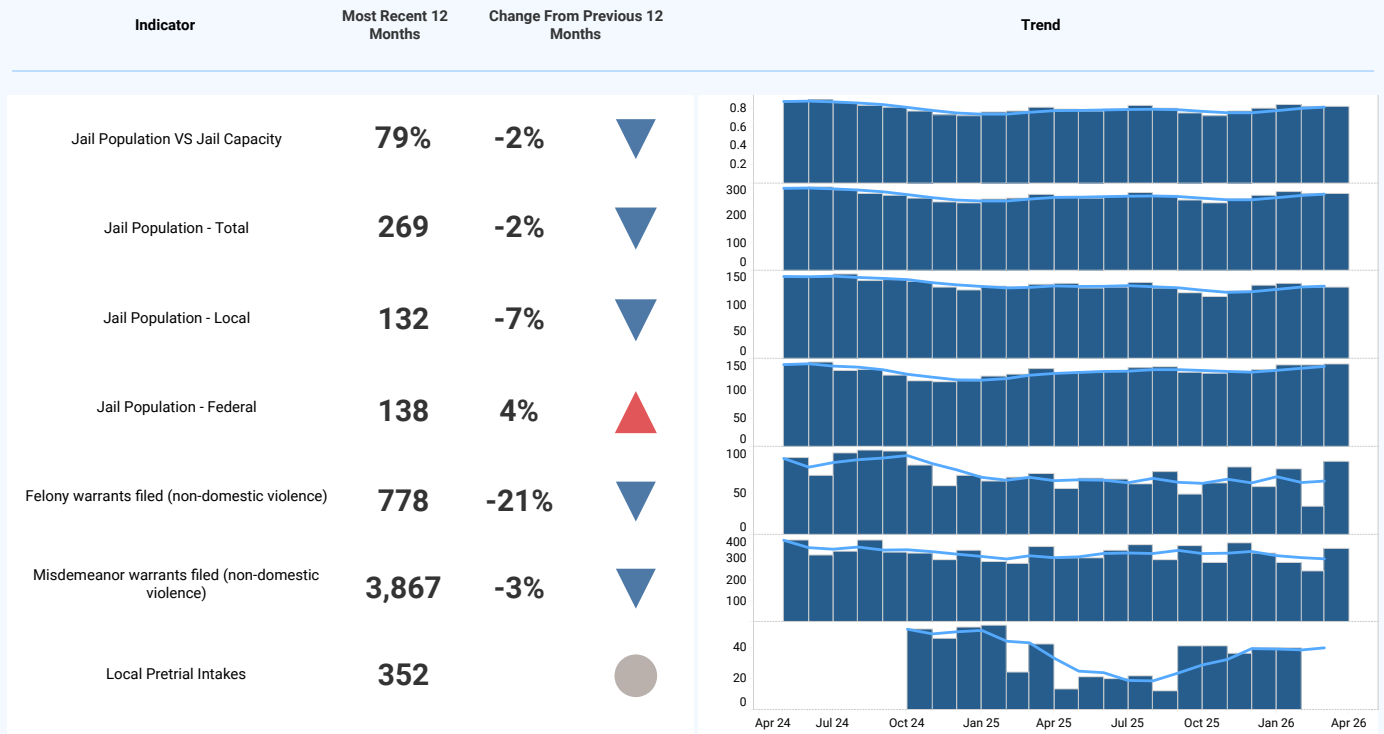 Indicator
Most Recent 12
Months
Change From Previous 12
Months
Trend
Jail Population VS Jail Capacity
79%
-2%
0.8
0.6
0.4
0.2
Jail Population - Total
269
-2%
300
200
100
0
Jail Population - Local
132
-7%
150
100
50
0
Jail Population - Federal
138
4%
150
100
50
0
Felony warrants filed (non-domestic violence)
778
-21%
100
50
0
Misdemeanor warrants filed (non-domestic
violence)
3,867
-3%
400
300
200
100
Local Pretrial Intakes
352
40
20
0
Apr 24
Jul 24
Oct 24
Jan 25
Apr 25
Jul 25
Oct 25
Jan 26
Apr 26